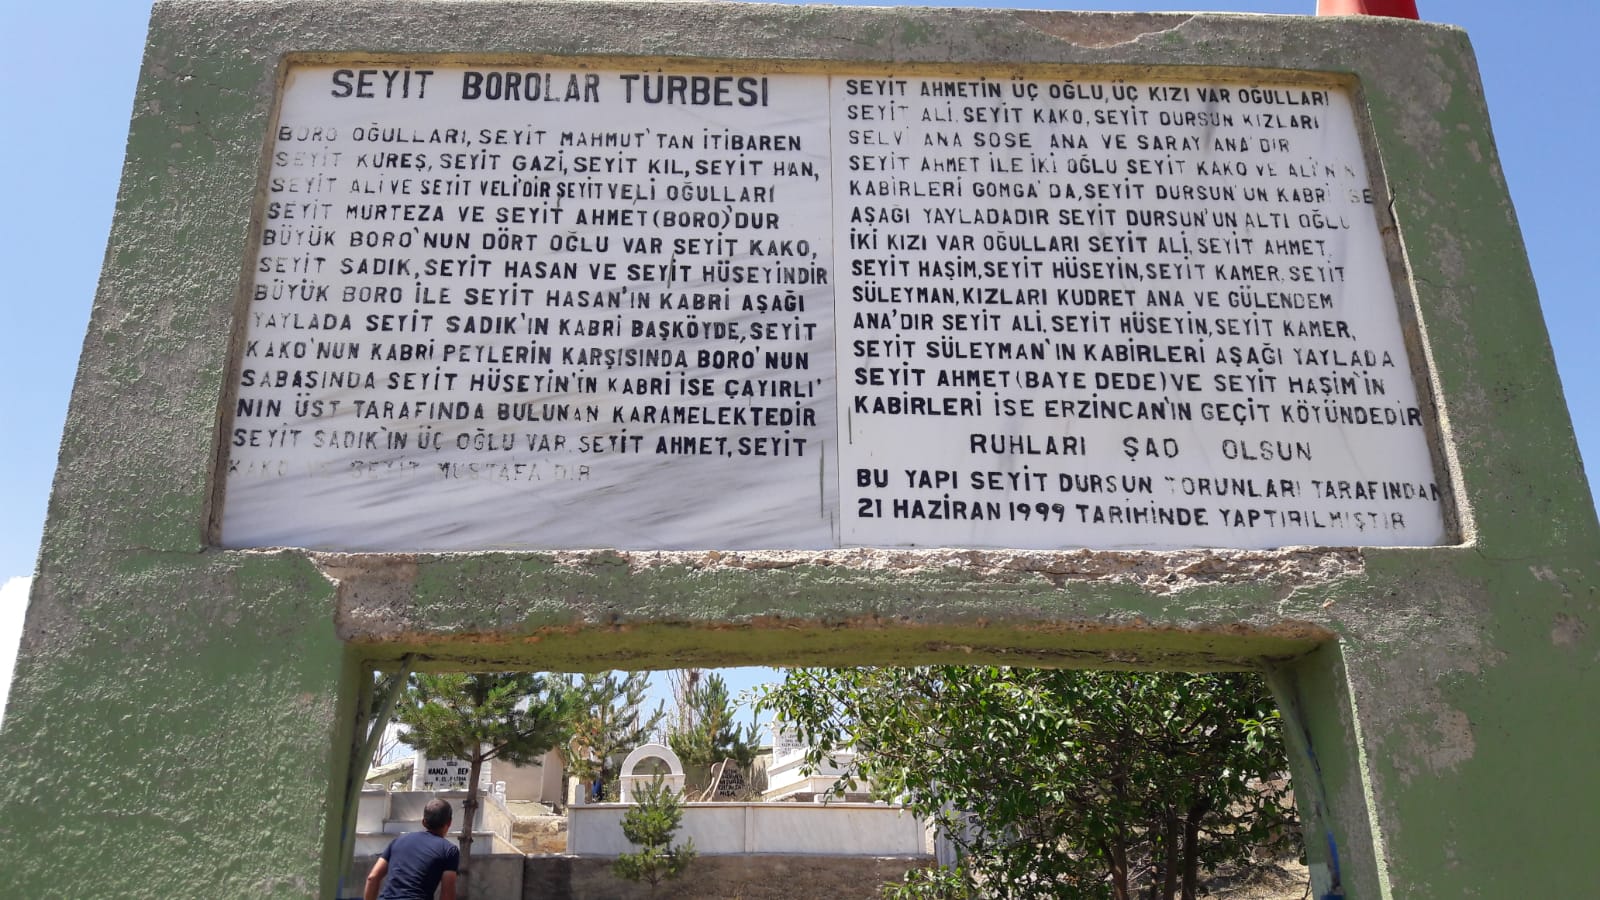 SEYİT BOROLAR TÜRBESİ
BORO OĞULLARI, SEYİT MAHMUT'TAN İTİBAREN
SEYİT KUREŞ, SEYİT GAZİ, SEYİT KIL, SEYİT HAN,
SEYİT ALİ VE SEYİT VELİ'DİR SEYİT VELİ OĞULLARI
SEYİT MURTEZA VE SEYİT AHMET (BORO)'DUR
BÜYÜK BORO'NUN DÖRT OĞLU VAR SEYİT KAKO,
SEYİT SADIK, SEYİT HASAN VE SEYİT HÜSEYİNDİR
BÜYÜK BORO İLE SEYİT HASAN'IN KABRİ AŞAĞI
YAYLADA SEYİT SADIK'IN KABRİ BAŞKÖYDE, SEYİT
KAKO'NUN KABRİ PEYLERİN KARŞISINDA BORO'NUN
SABASINDA SEYİT HÜSEYİN'İN KABRİ İSE ÇAYIRLI'
NIN ÜST TARAFINDA BULUNAN KARAMELEKTEDİR
SEYİT SADIK'IN ÜÇ OĞLU VAR. SEYİT AHMET, SEYİT
KAKO VE SEYİT MUSTAFA'DIR
SEYİT AHMETİN ÜÇ OĞLU, ÜÇ KIZI VAR OĞULLARI
SEYİT ALİ, SEYİT KAKO, SEYİT DURSUN KIZLARI
SELVİ ANA SOSE ANA VE SARAY ANA'DIR
SEYİT AHMET İLE İKİ OĞLU SEYİT KAKO VE ALİ'NİN
KABİRLERİ GOMGA'DA, SEYİT DURSUN'UN KABRİ İSE
AŞAĞI YAYLADADIR SEYİT DURSUN'UN ALTI OĞLU
İKİ KIZI VAR OĞULLARI SEYİT ALİ, SEYİT AHMET,
SEYİT HAŞİM, SEYİT HÜSEYİN, SEYİT KAMER, SEYİT
SÜLEYMAN, KIZLARI KUDRET ANA VE GÜLENDEM
ANA'DIR SEYİT ALİ, SEYİT HÜSEYİN, SEYİT KAMER,
SEYİT SÜLEYMAN'IN KABİRLERİ AŞAĞI YAYLADA
SEYİT AHMET (BAYE DEDE) VE SEYİT HAŞİM'İN
KABİRLERİ İSE ERZİNCAN'IN GEÇİT KÖYÜNDEDİR
RUHLARI ŞAD OLSUN
BU YAPI SEYİT DURSUN TORUNLARI TARAFINDAN
21 HAZİRAN 1999 TARİHİNDE YAPTIRILMIŞTIR
HAMZA